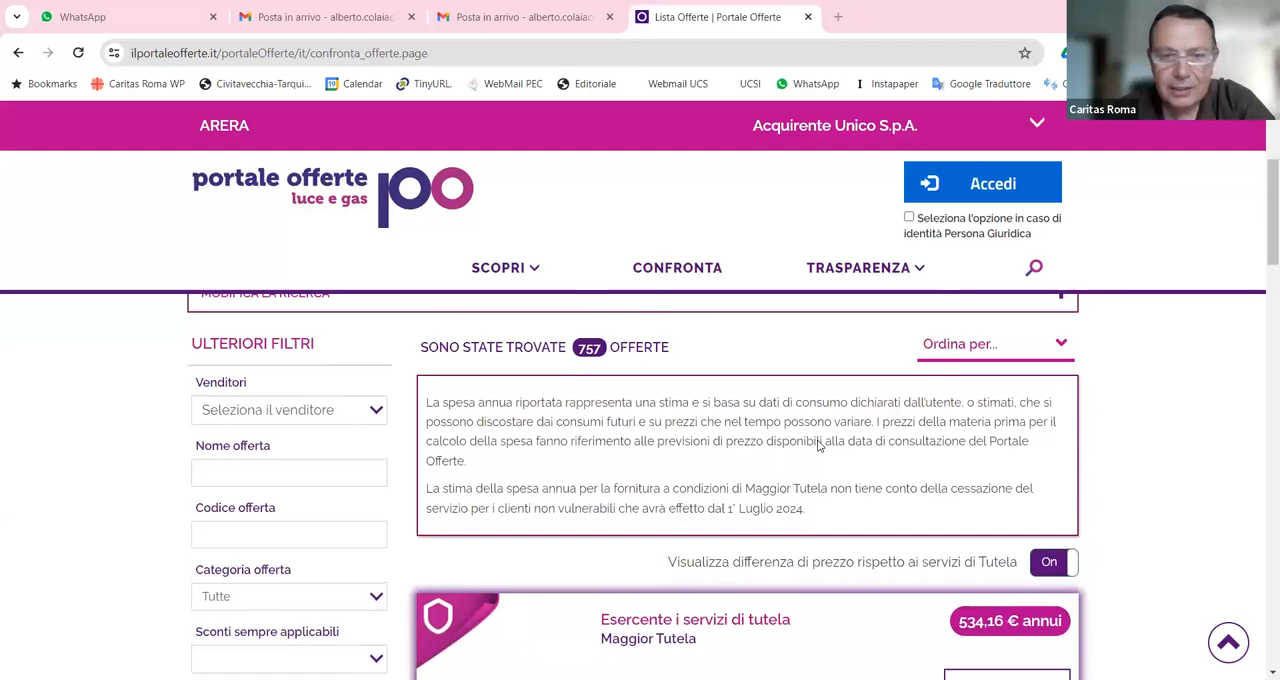 WhatsApp
Posta in arrivo - alberto.colaiac
Posta in arrivo - alberto.colaiac
Lista Offerte | Portale Offerte
ilportaleofferte.it/portaleOfferte/it/confronta_offerte.page
Bookmarks
Caritas Roma WP
Civitavecchia-Tarqui...
Calendar
TinyURL.
WebMail PEC
Editoriale
Webmail UCS
UCSI
WhatsApp
Instapaper
Google Traduttore
Caritas Roma
ARERA
Acquirente Unico S.p.A.
portale offerte
luce e gas
po
Accedi
Seleziona l'opzione in caso di
identità Persona Giuridica
SCOPRI
CONFRONTA
TRASPARENZA
MODIFICA LA RICERCA
ULTERIORI FILTRI
Venditori
Seleziona il venditore
Nome offerta
Codice offerta
Categoria offerta
Tutte
Sconti sempre applicabili
SONO STATE TROVATE 757 OFFERTE
Ordina per...
La spesa annua riportata rappresenta una stima e si basa su dati di consumo dichiarati dall'utente, o stimati, che si
possono discostare dai consumi futuri e su prezzi che nel tempo possono variare. I prezzi della materia prima per il
calcolo della spesa fanno riferimento alle previsioni di prezzo disponibili alla data di consultazione del Portale
Offerte.
La stima della spesa annua per la fornitura a condizioni di Maggior Tutela non tiene conto della cessazione del
servizio per i clienti non vulnerabili che avrà effetto dal 1° Luglio 2024.
Visualizza differenza di prezzo rispetto ai servizi di Tutela
On
Esercente i servizi di tutela
Maggior Tutela
534,16 € annui